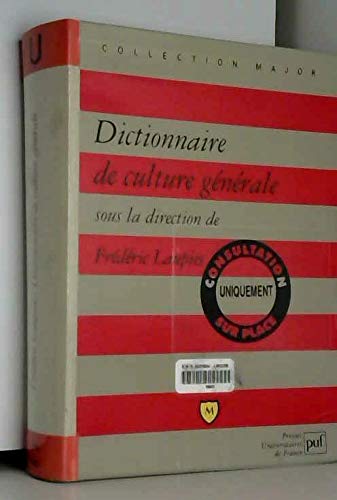 COLLECTION MAJOR
Dictionnaire
de culture générale
sous la direction de
Frédéric Laupies
CONSULTATION
UNIQUEMENT
SUR PLACE
M
Presses
Universitaires
de France
puf